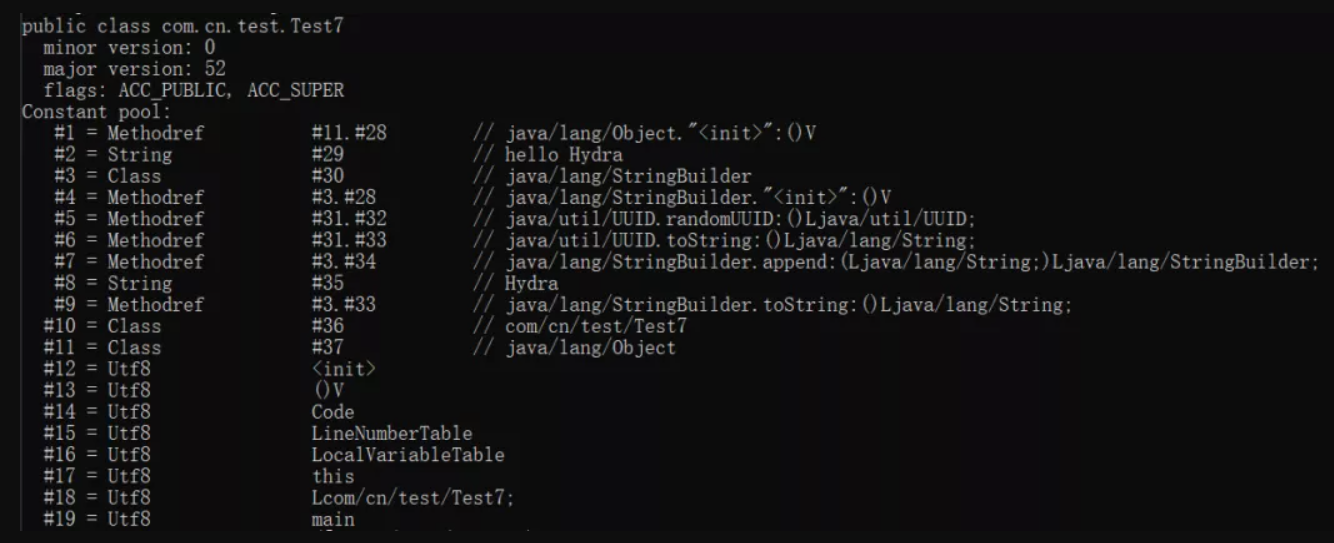 public class com.cn.test.Test7
minor version: 0
major version: 52
flags: ACC_PUBLIC, ACC_SUPER
Constant pool:
#1 = Methodref #11.#28 // java/lang/Object."<init>":()V
#2 = String #29 // hello Hydra
#3 = Class #30 // java/lang/StringBuilder
#4 = Methodref #3.#28 // java/lang/StringBuilder."<init>":()V
#5 = Methodref #31.#32 // java/util/UUID.randomUUID:()Ljava/util/UUID;
#6 = Methodref #31.#33 // java/util/UUID.toString:()Ljava/lang/String;
#7 = Methodref #3.#34 // java/lang/StringBuilder.append:(Ljava/lang/String;)Ljava/lang/StringBuilder;
#8 = String #35 // Hydra
#9 = Methodref #3.#33 // java/lang/StringBuilder.toString:()Ljava/lang/String;
#10 = Class #36 // com/cn/test/Test7
#11 = Class #37 // java/lang/Object
#12 = Utf8 <init>
#13 = Utf8 ()V
#14 = Utf8 Code
#15 = Utf8 LineNumberTable
#16 = Utf8 LocalVariableTable
#17 = Utf8 this
#18 = Utf8 Lcom/cn/test/Test7;
#19 = Utf8 main